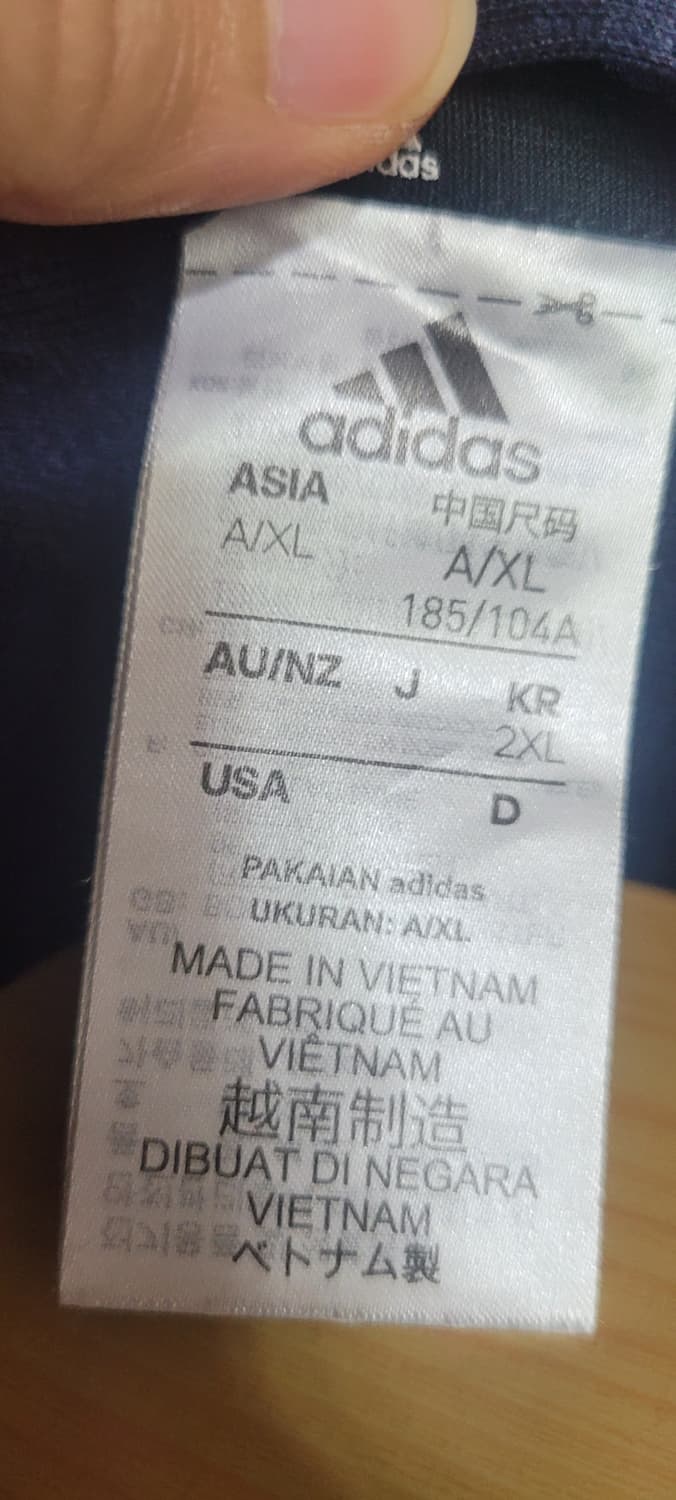 das
adidas
ASIA 中国尺码
A/XL A/XL
185/104A
AU/NZ J KR
2XL
USA D
PAKAIAN adidas
UKURAN: A/XL
MADE IN VIETNAM
FABRIQUÉ AU
VIÊTNAM
越南制造
DIBUAT DI NEGARA
VIETNAM
ベトナム製